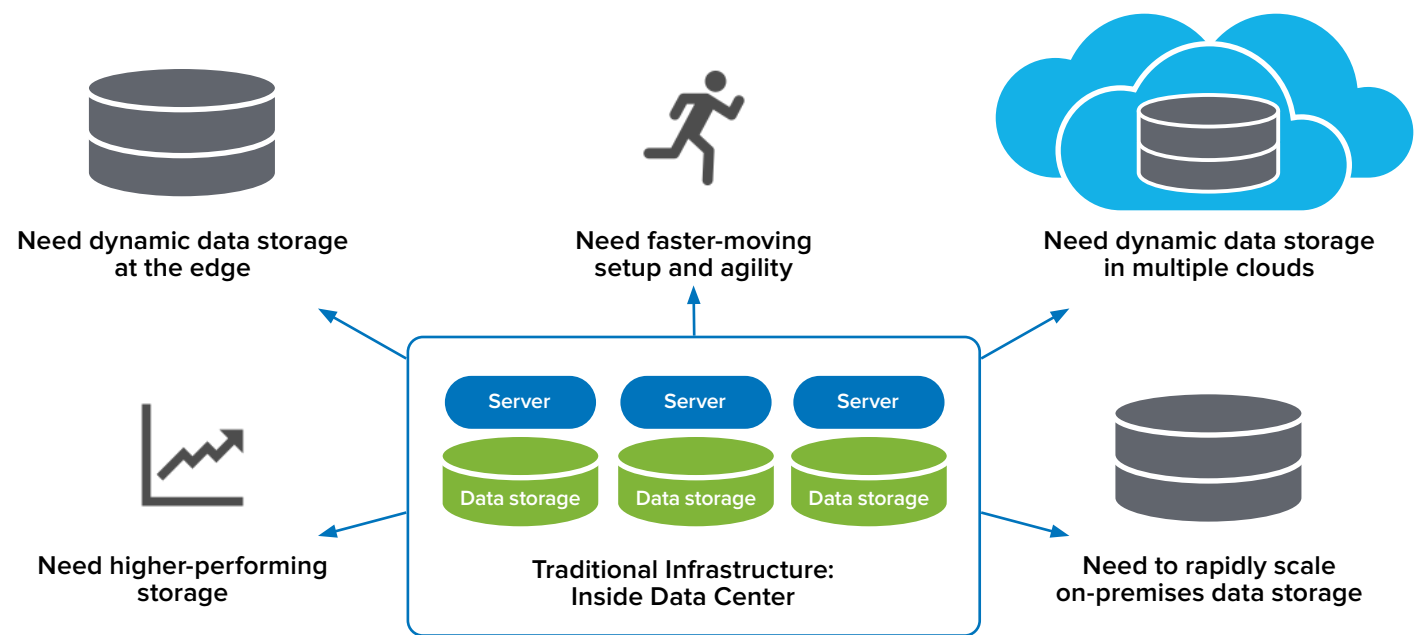 Need dynamic data storage
at the edge
Need faster-moving
setup and agility
Need dynamic data storage
in multiple clouds
Server
Server
Server
Data storage
Data storage
Data storage
Traditional Infrastructure:
Inside Data Center
Need higher-performing
storage
Need to rapidly scale
on-premises data storage